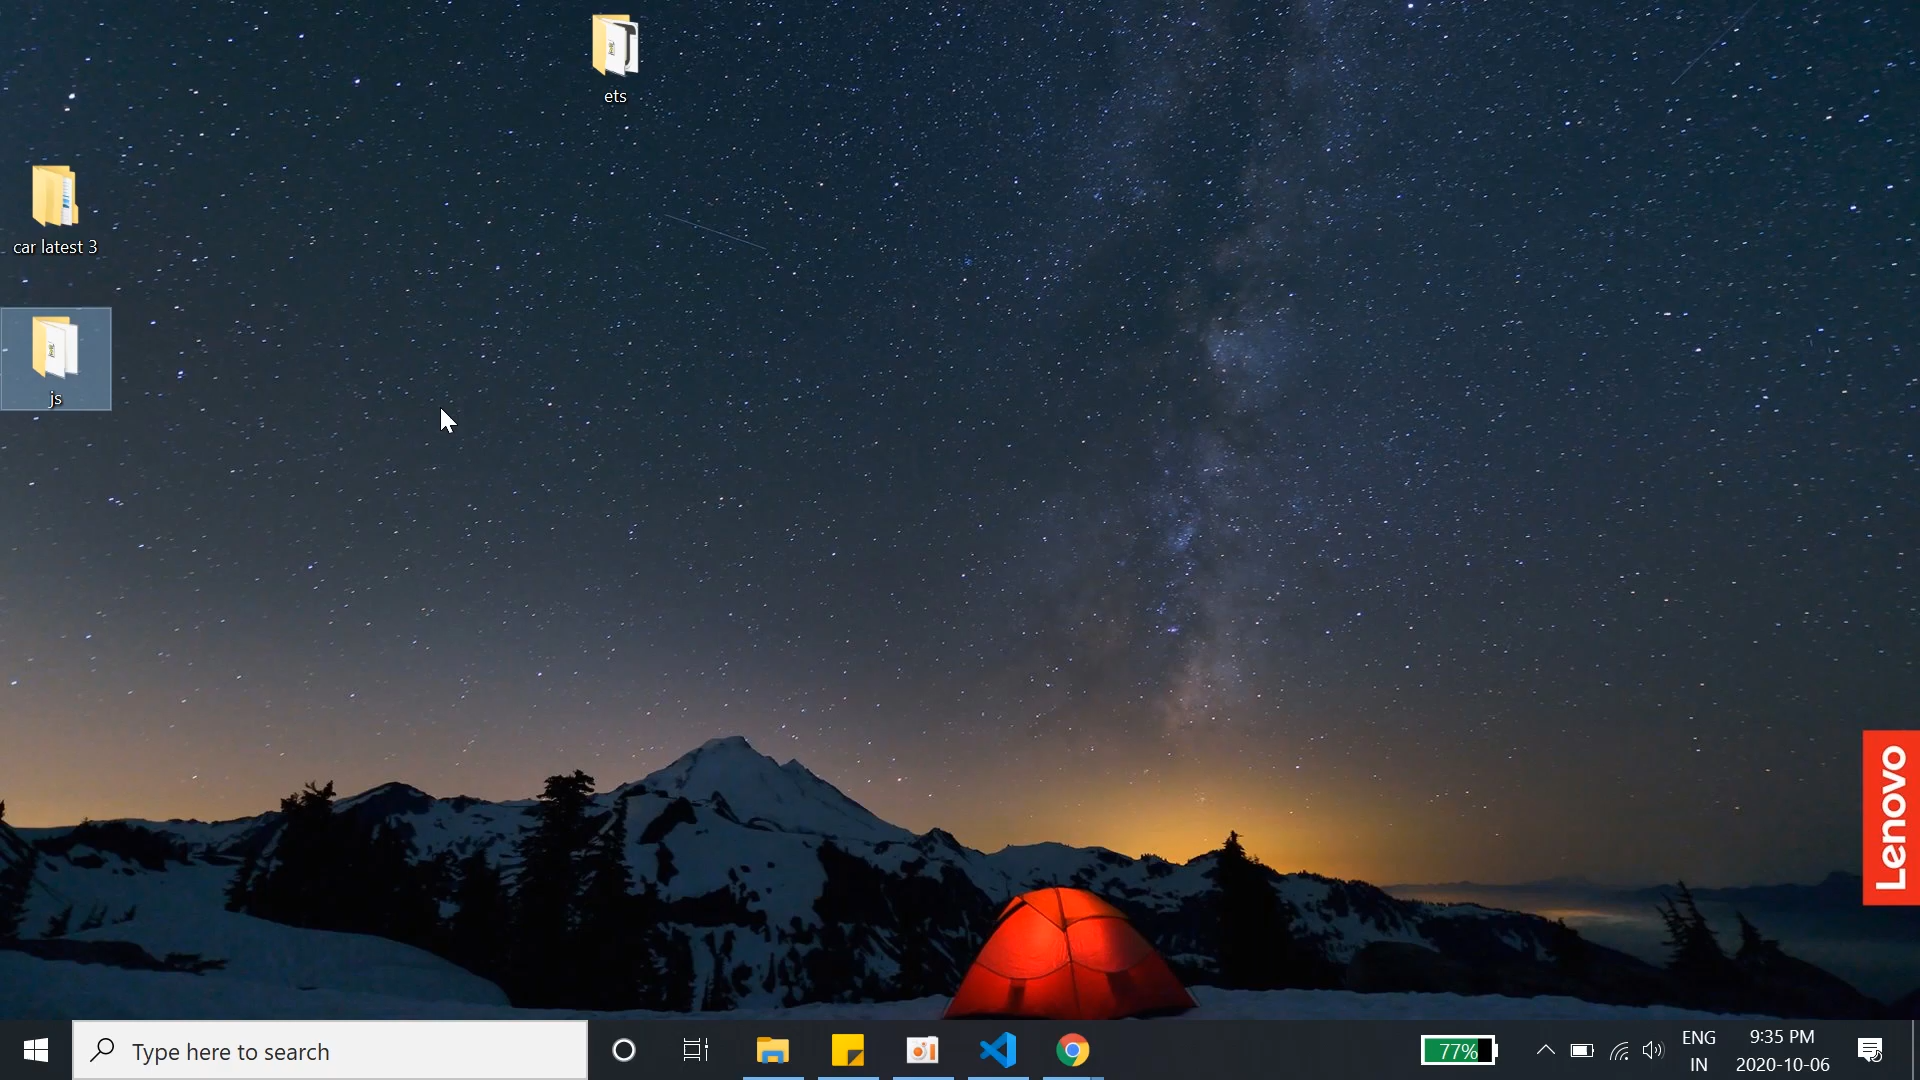 ets
car latest 3
js
Lenovo
Type here to search
77%
ENG
IN
9:35 PM
2020-10-06